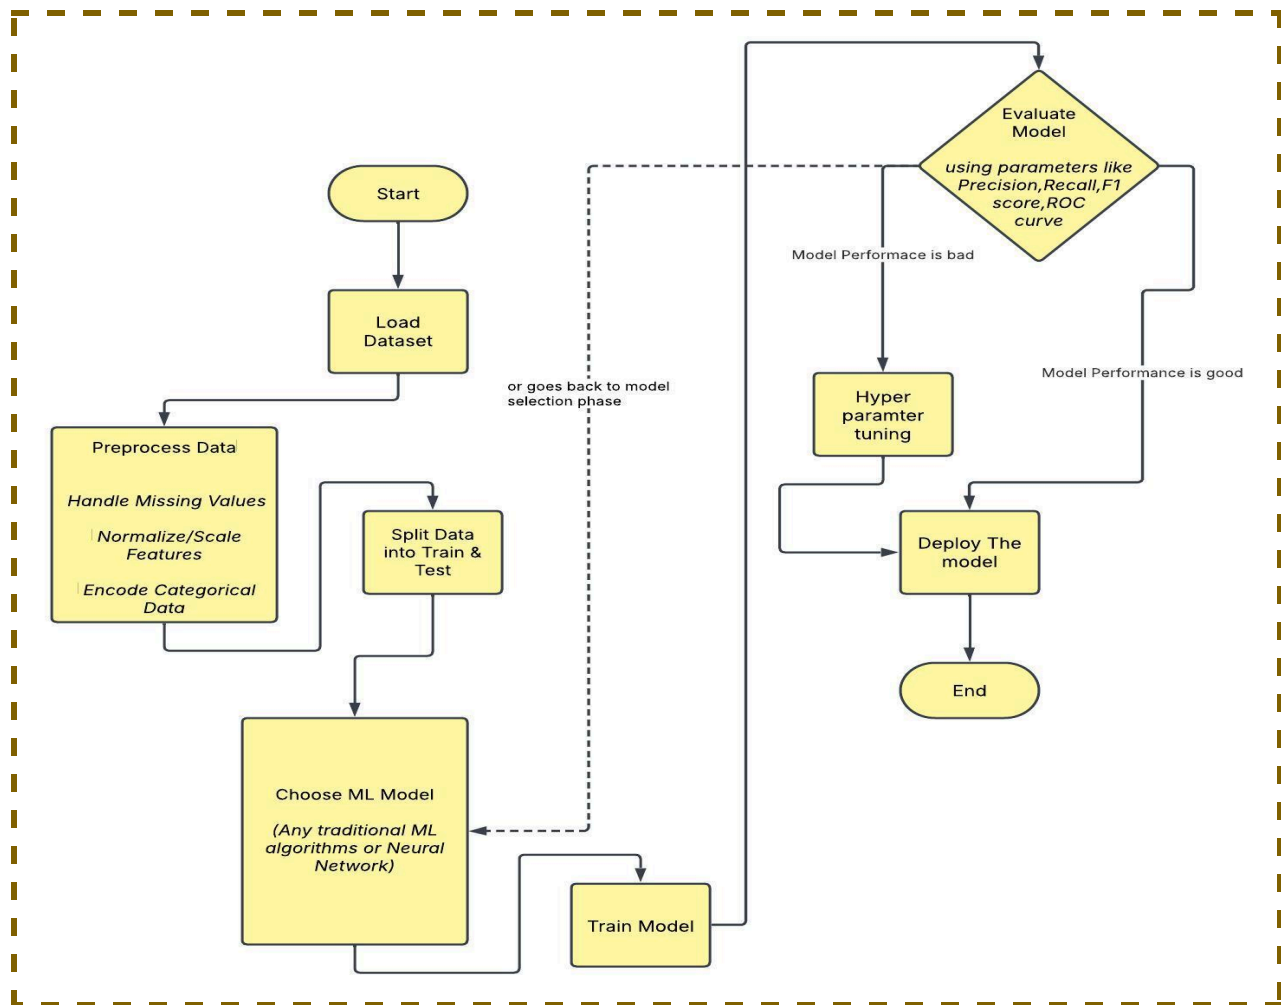 Start
Load
Dataset
Preprocess Data
Handle Missing Values
Normalize/Scale
Features
Encode Categorical
Data
Split Data
into Train &
Test
Choose ML Model
(Any traditional ML
algorithms or Neural
Network)
Train Model
or goes back to model
selection phase
Evaluate
Model
using parameters like
Precision,Recall,F1
score,ROC
curve
Model Performace is bad
Hyper
paramter
tuning
Model Performance is good
Deploy The
model
End